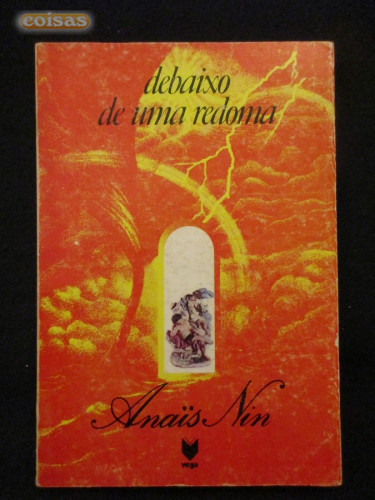 coisas
debaixo
de uma redoma
Anaïs Nin
vega